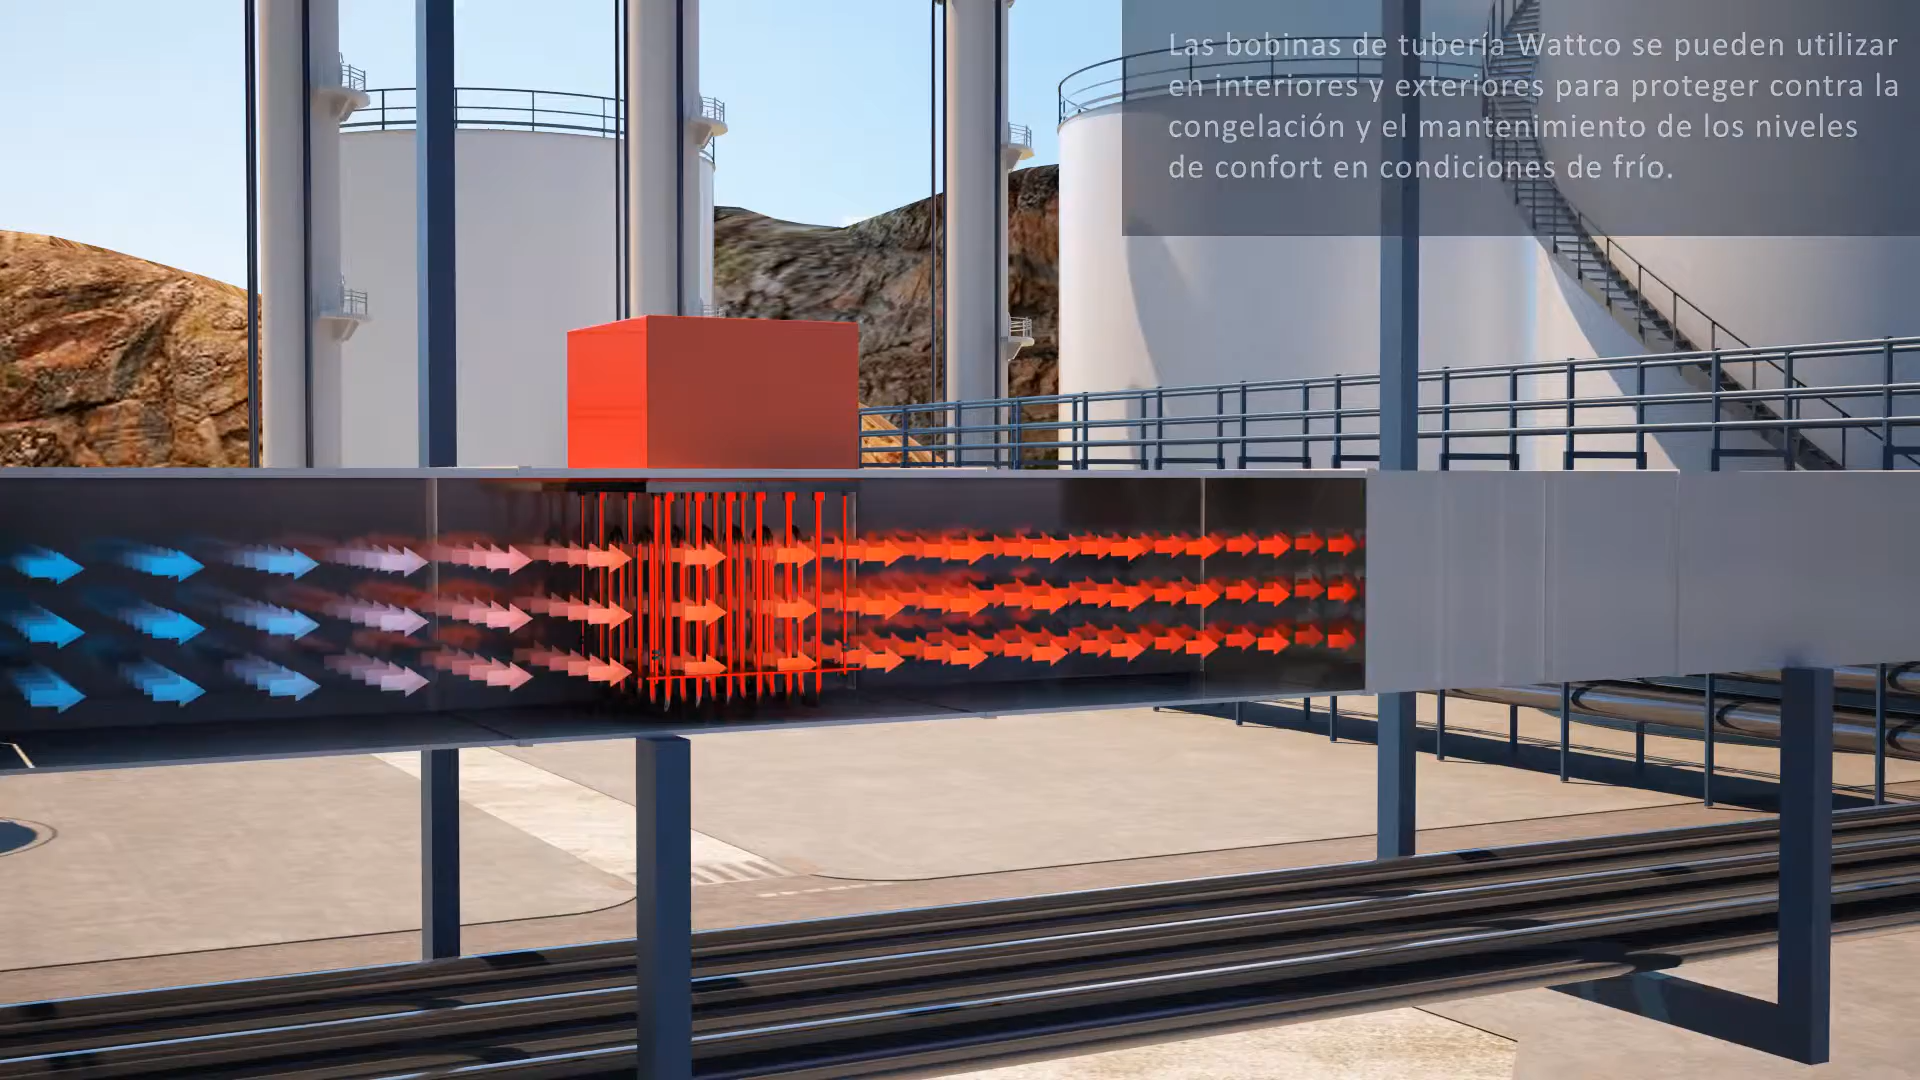 Las bobinas de tubería Wattco se pueden utilizar
en interiores y exteriores para proteger contra la
congelación y el mantenimiento de los niveles
de confort en condiciones de frío.